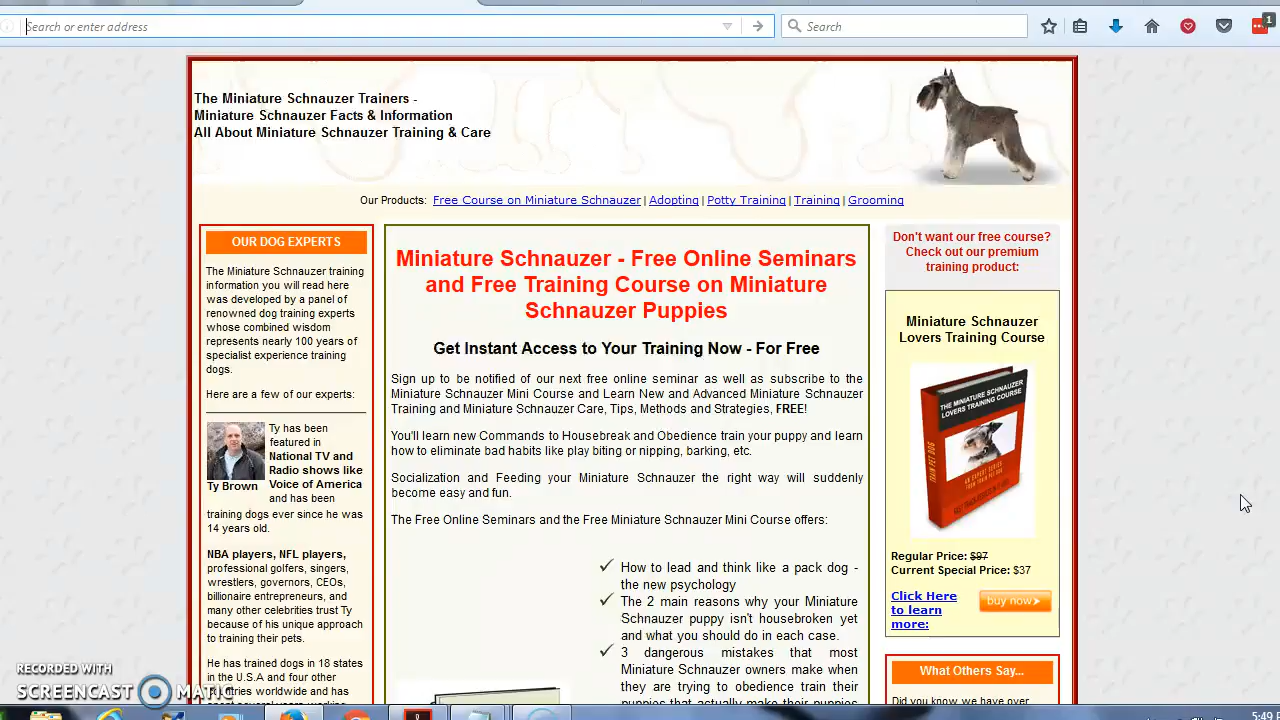 Search or enter address
Search
1
The Miniature Schnauzer Trainers -
Miniature Schnauzer Facts & Information
All About Miniature Schnauzer Training & Care
Our Products: Free Course on Miniature Schnauzer | Adopting | Potty Training | Training | Grooming
OUR DOG EXPERTS
The Miniature Schnauzer training
information you will read here
was developed by a panel of
renowned dog training experts
whose combined wisdom
represents nearly 100 years of
specialist experience training
dogs.
Here are a few of our experts:
Ty Brown
Ty has been
featured in
National TV and
Radio shows like
Voice of America
and has been
training dogs ever since he was
14 years old.
NBA players, NFL players,
professional golfers, singers,
wrestlers, governors, CEOs,
billionaire entrepreneurs, and
many other celebrities trust Ty
because of his unique approach
to training their pets.
He has trained dogs in 18 states
in the U.S.A and four other
Miniature Schnauzer - Free Online Seminars
and Free Training Course on Miniature
Schnauzer Puppies
Get Instant Access to Your Training Now - For Free
Sign up to be notified of our next free online seminar as well as subscribe to the
Miniature Schnauzer Mini Course and Learn New and Advanced Miniature Schnauzer
Training and Miniature Schnauzer Care, Tips, Methods and Strategies, FREE!
You'll learn new Commands to Housebreak and Obedience train your puppy and learn
how to eliminate bad habits like play biting or nipping, barking, etc.
Socialization and Feeding your Miniature Schnauzer the right way will suddenly
become easy and fun.
The Free Online Seminars and the Free Miniature Schnauzer Mini Course offers:
How to lead and think like a pack dog -
the new psychology
The 2 main reasons why your Miniature
Schnauzer puppy isn't housebroken yet
and what you should do in each case.
3 dangerous mistakes that most
Miniature Schnauzer owners make when
they are trying to obedience train their
Don't want our free course?
Check out our premium
training product:
Miniature Schnauzer
Lovers Training Course
THE MINIATURE SCHNAUZER
LOVERS TRAINING COURSE
TRAIN PET DOG
AN EXPERT SERIES
FROM TRAIN PET DOG
Regular Price: $97
Current Special Price: $37
Click Here
to learn
more:
buy now
What Others Say...
Did you know we have over
RECORDED WITH
SCREENCAST MATIC